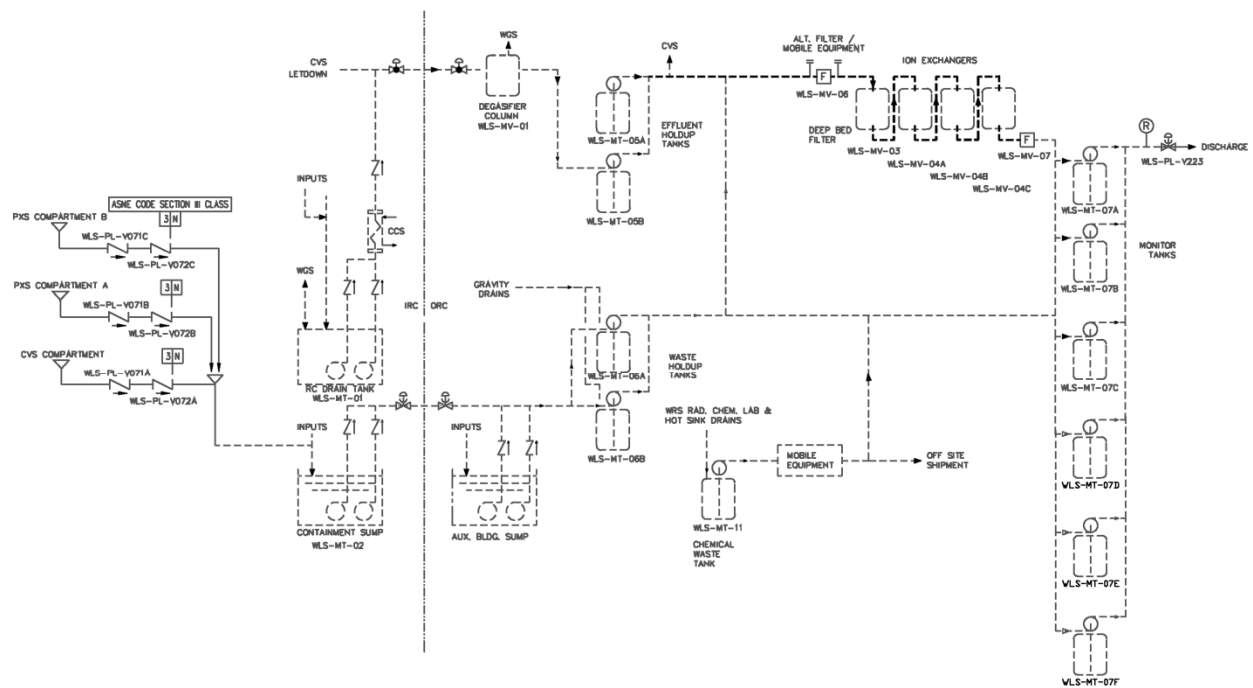 WGS
CVS
LETDOWN
DEGASIFIER
COLUMN
WLS-MV-01
CVS
ALT. FILTER /
MOBILE EQUIPMENT
F
WLS-MV-06
ION EXCHANGERS
DEEP BED
FILTER
WLS-MV-03
WLS-MV-04A
WLS-MV-04B
WLS-MV-04C
F
WLS-MV-07
R
DISCHARGE
WLS-PL-V223
WLS-MT-05A
EFFLUENT
HOLDUP
TANKS
WLS-MT-05B
WLS-MT-07A
MONITOR
TANKS
WLS-MT-07B
WLS-MT-07C
WLS-MT-07D
WLS-MT-07E
WLS-MT-07F
INPUTS
CCS
WGS
IRC
ORC
RC DRAIN TANK
WLS-MT-01
ASME CODE SECTION III CLASS
3 N
PXS COMPARTMENT B
WLS-PL-V071C
WLS-PL-V072C
3 N
PXS COMPARTMENT A
WLS-PL-V071B
WLS-PL-V072B
3 N
CVS COMPARTMENT
WLS-PL-V071A
WLS-PL-V072A
GRAVITY
DRAINS
WLS-MT-06A
WASTE
HOLDUP
TANKS
WLS-MT-06B
INPUTS
CONTAINMENT SUMP
WLS-MT-02
INPUTS
AUX. BLDG. SUMP
WRS RAD. CHEM. LAB &
HOT SINK DRAINS
MOBILE
EQUIPMENT
OFF SITE
SHIPMENT
WLS-MT-11
CHEMICAL
WASTE
TANK